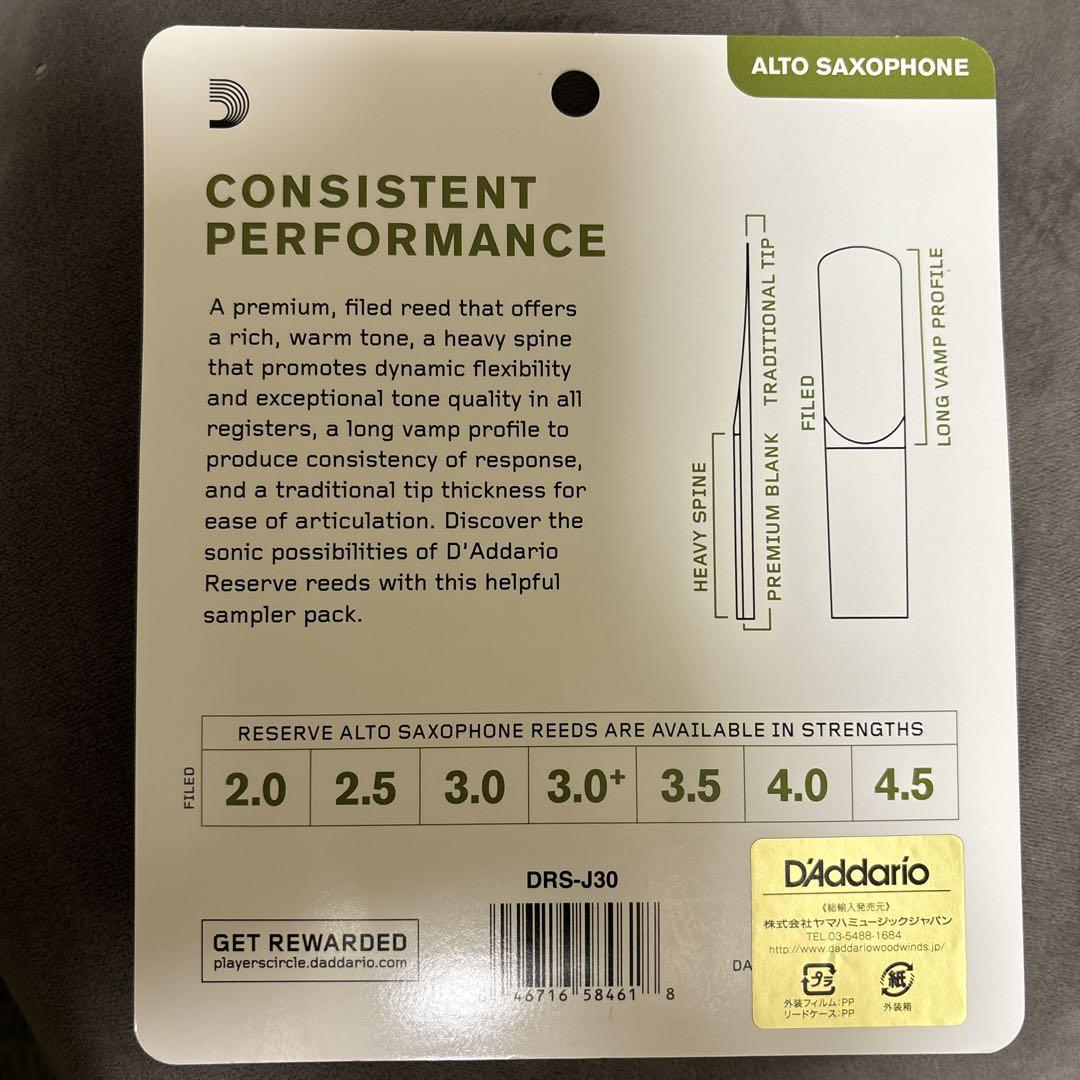 ALTO SAXOPHONE
CONSISTENT
PERFORMANCE
A premium, filed reed that offers
a rich, warm tone, a heavy spine
that promotes dynamic flexibility
and exceptional tone quality in all
registers, a long vamp profile to
produce consistency of response,
and a traditional tip thickness for
ease of articulation. Discover the
sonic possibilities of D'Addario
Reserve reeds with this helpful
sampler pack.
HEAVY SPINE
PREMIUM BLANK
TRADITIONAL TIP
FILED
LONG VAMP PROFILE
RESERVE ALTO SAXOPHONE REEDS ARE AVAILABLE IN STRENGTHS
FILED
2.0 2.5 3.0 3.0+ 3.5 4.0 4.5
DRS-J30
46716 58461 8
GET REWARDED
playerscircle.daddario.com
DA
D'Addario
《総輸入発売元》
株式会社ヤマハミュージックジャパン
TEL.03-5488-1684
http://www.daddariowoodwinds.jp/
プラ
紙
外装フィルム:PP
リードケース:PP
外装箱